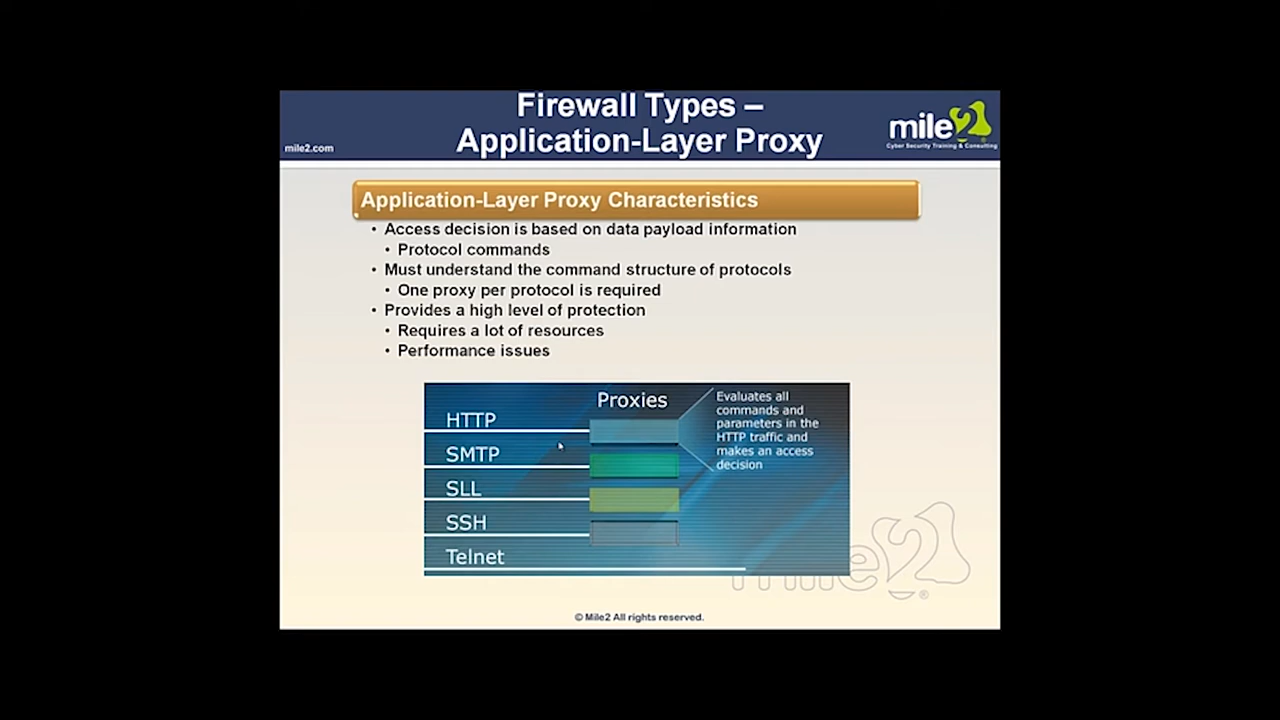 Firewall Types –
Application-Layer Proxy
mile2.com
mile2
Cyber Security Training & Consulting
Application-Layer Proxy Characteristics
• Access decision is based on data payload information
• Protocol commands
• Must understand the command structure of protocols
• One proxy per protocol is required
• Provides a high level of protection
• Requires a lot of resources
• Performance issues
Proxies
HTTP
SMTP
SLL
SSH
Telnet
Evaluates all
commands and
parameters in the
HTTP traffic and
makes an access
decision
mile2®
© Mile2 All rights reserved.